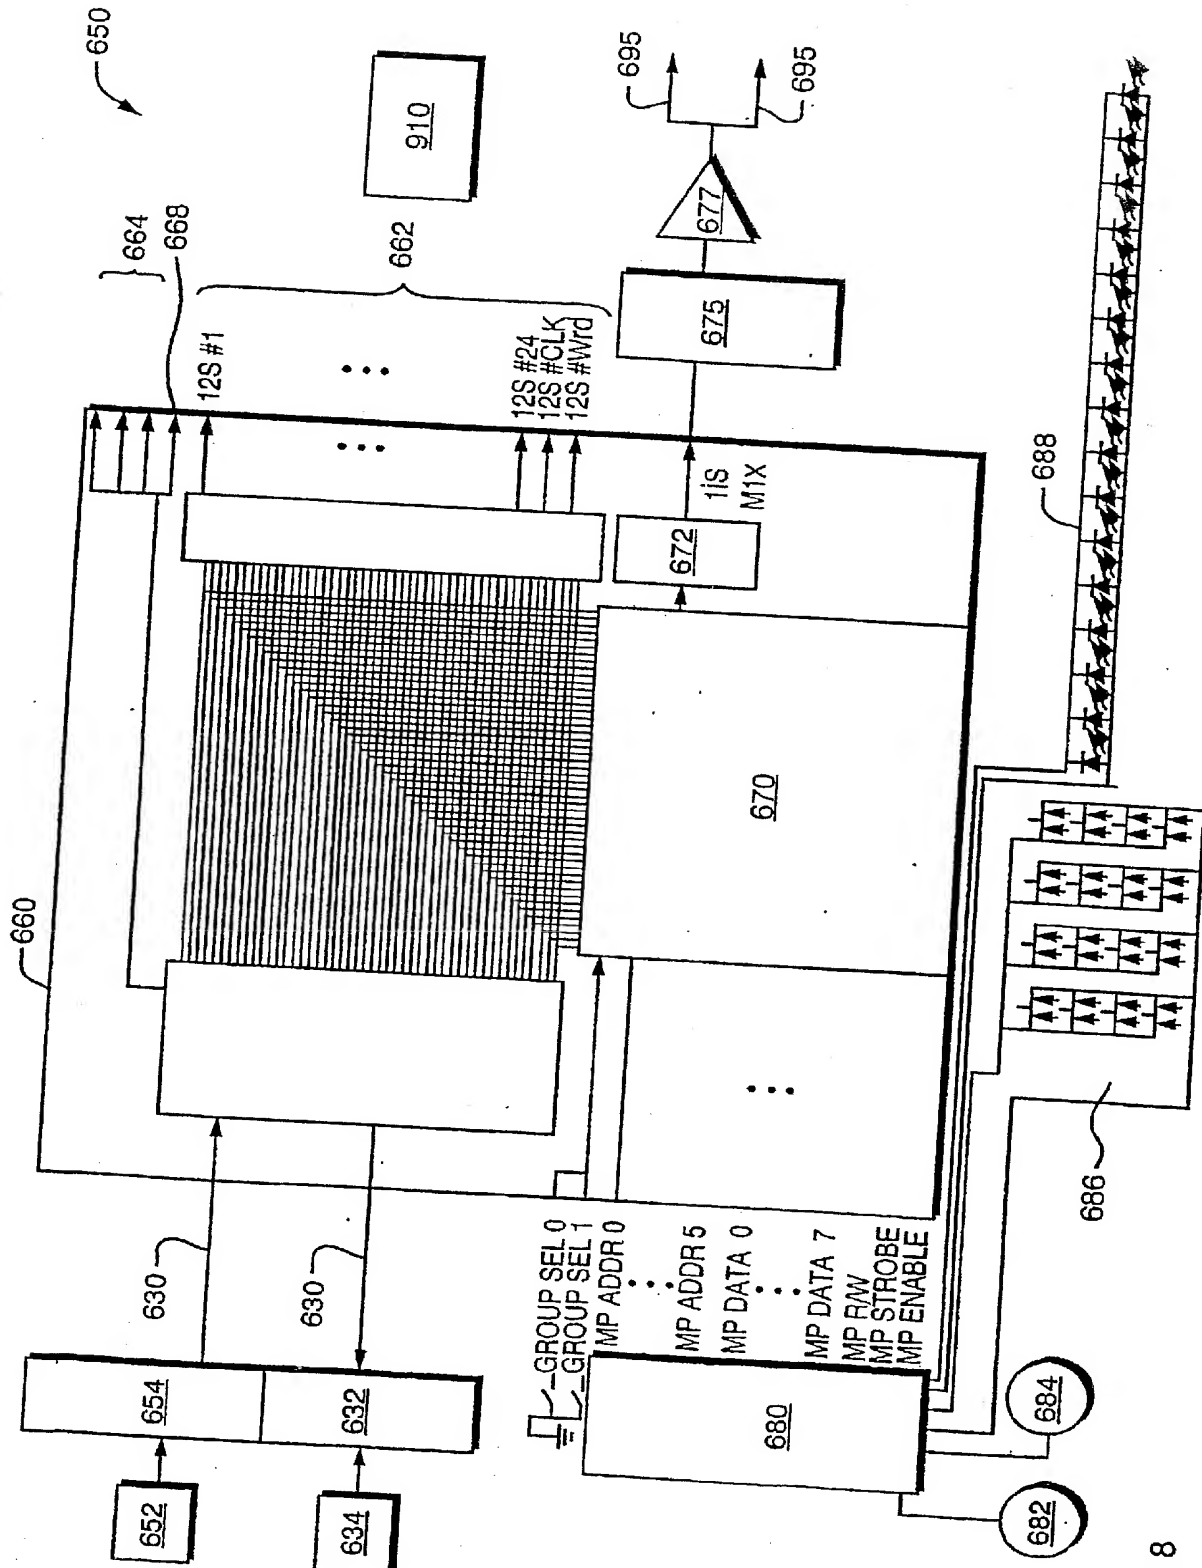 650
910
664
668
662
695
695
677
675
12S #1
12S #24
12S #CLK
12S #Wrd
1iS
M1X
672
660
670
688
686
630
630
654
632
652
634
GROUP SEL 0
GROUP SEL 1
MP ADDR 0
MP ADDR 5
MP DATA 0
MP DATA 7
MP R/W
MP STROBE
MP ENABLE
680
682
684
8